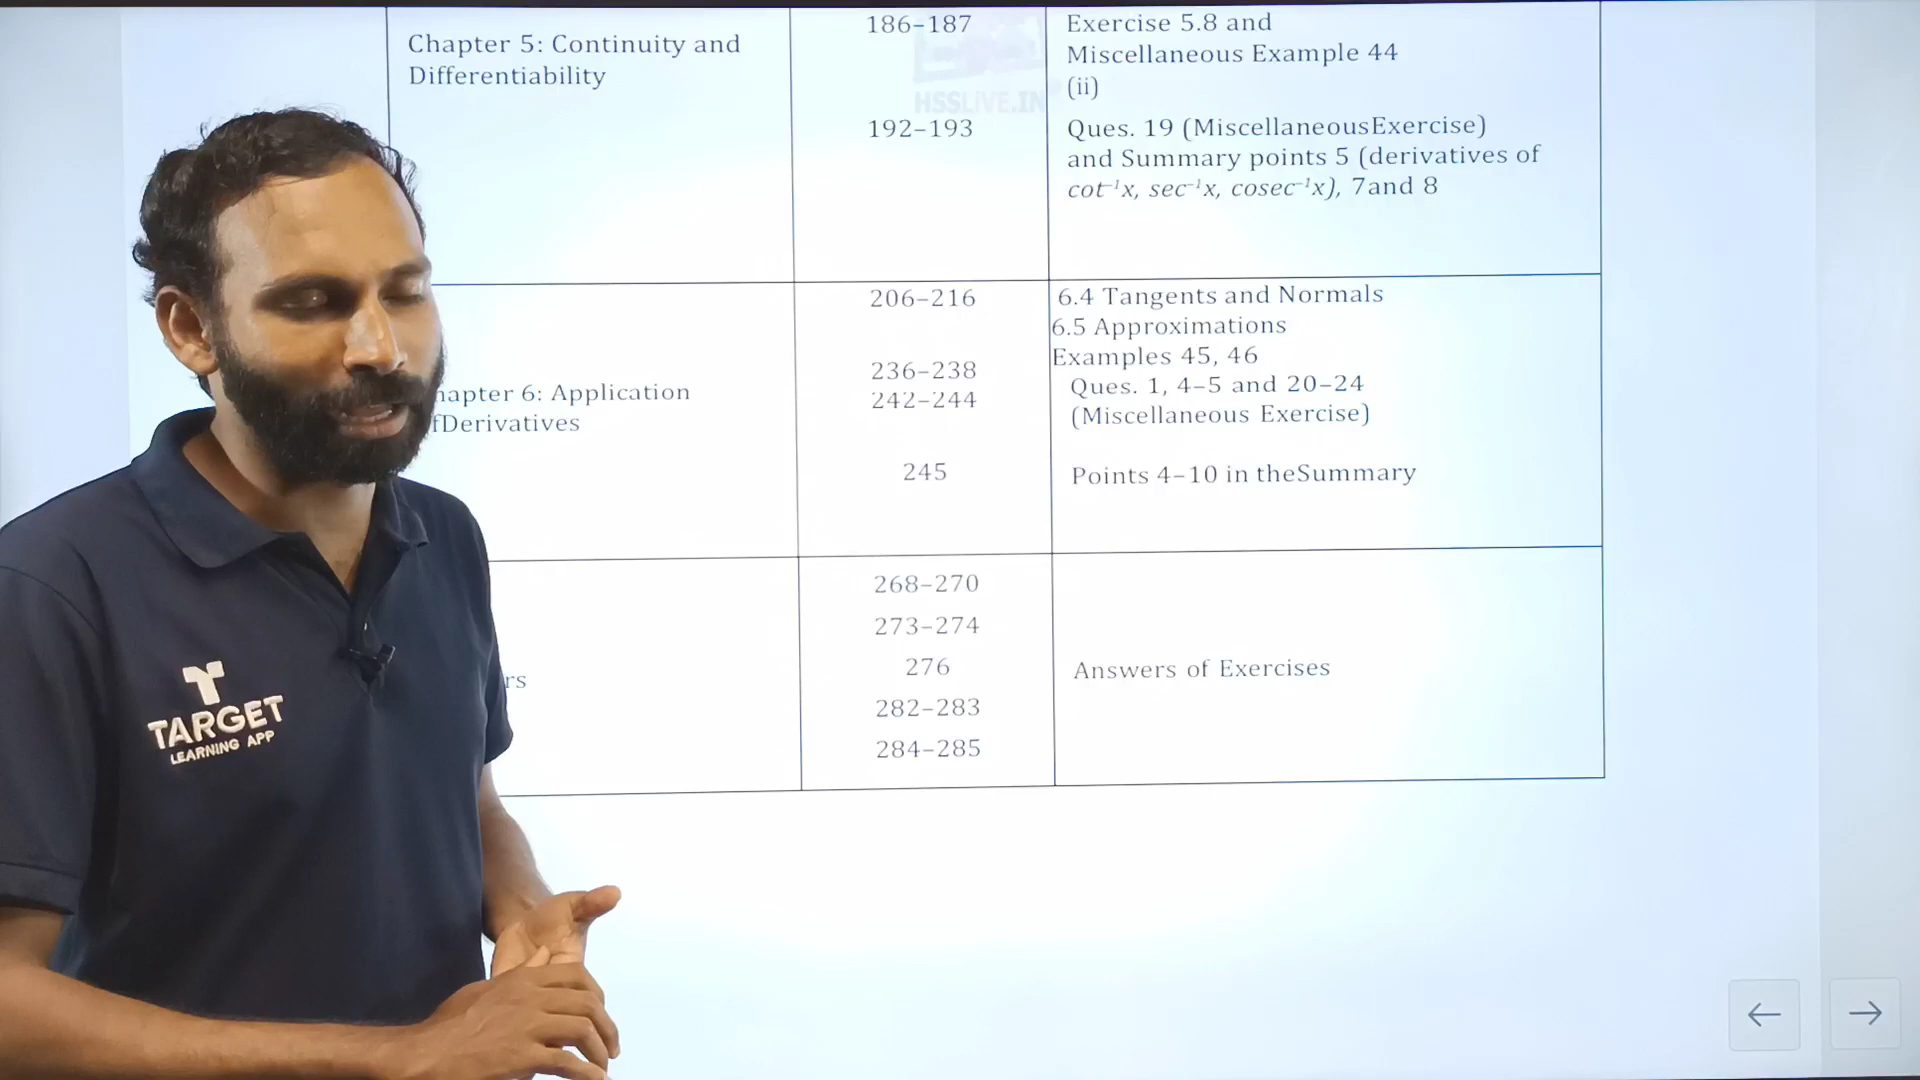 Chapter 5: Continuity and
Differentiability
186–187
Exercise 5.8 and
Miscellaneous Example 44
(ii)
HSSLIVE.IN
192–193
Ques. 19 (MiscellaneousExercise)
and Summary points 5 (derivatives of
cot⁻¹x, sec⁻¹x, cosec⁻¹x), 7and 8
hapter 6: Application
fDerivatives
206–216
6.4 Tangents and Normals
6.5 Approximations
Examples 45, 46
236–238
Ques. 1, 4–5 and 20–24
242–244
(Miscellaneous Exercise)
245
Points 4–10 in theSummary
rs
268–270
273–274
276
282–283
284–285
Answers of Exercises
TARGET
LEARNING APP